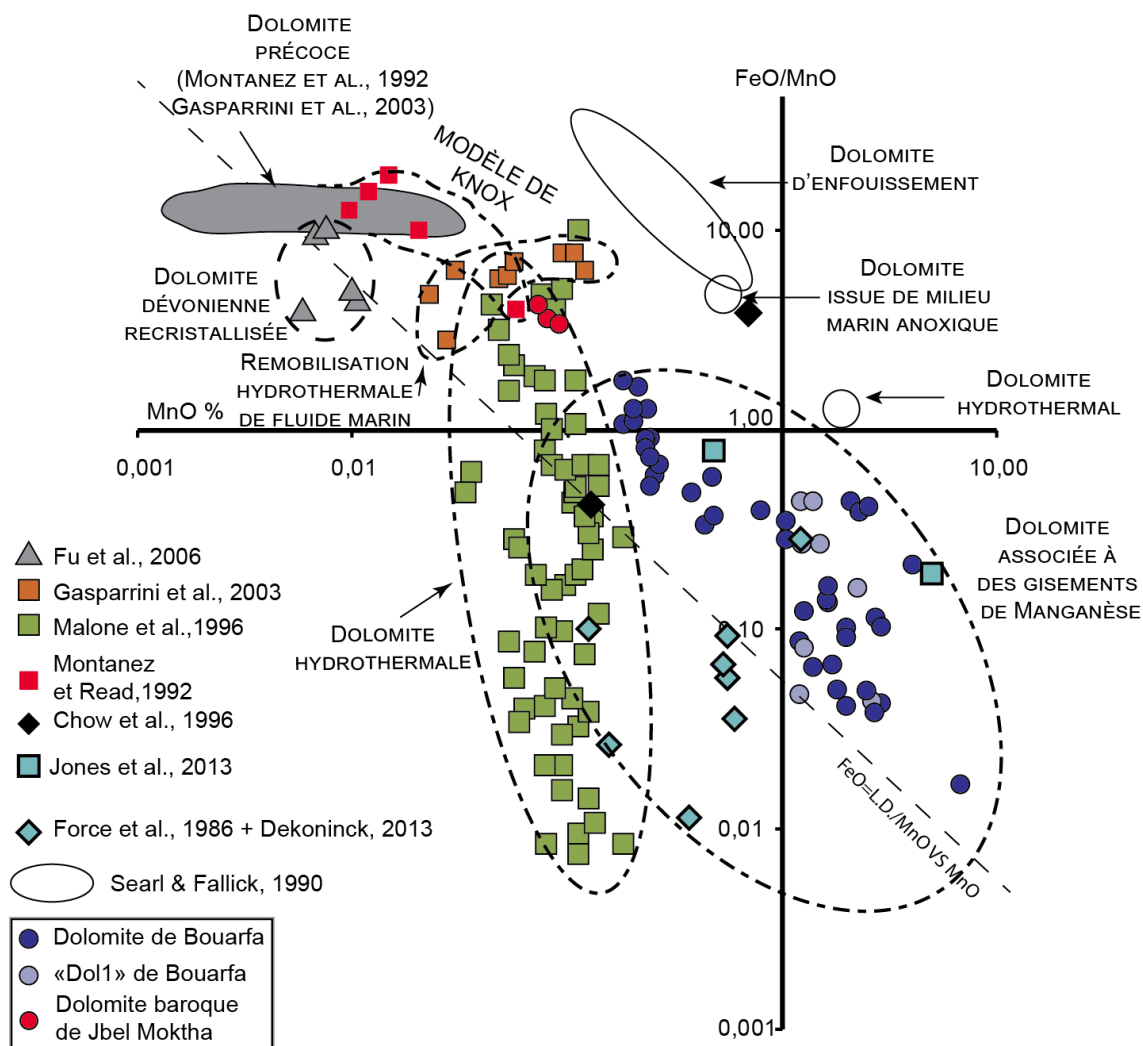 Dolomite
précoce
(Montanez et al., 1992
Gasparrini et al., 2003)
modèle de
Knox
FeO/MnO
Dolomite
d'enfouissement
10,00
Dolomite
issue de milieu
marin anoxique
Dolomite
dévonienne
recristallisée
Remobilisation
hydrothermale
de fluide marin
Dolomite
hydrothermal
MnO %
1,00
0,001
0,01
10,00
Dolomite
associée à
des gisements
de Manganèse
Dolomite
hydrothermale
10
0,01
0,001
FeO=L.D./MnO VS MnO
Fu et al., 2006
Gasparrini et al., 2003
Malone et al.,1996
Montanez
et Read,1992
Chow et al., 1996
Jones et al., 2013
Force et al., 1986 + Dekoninck, 2013
Searl & Fallick, 1990
Dolomite de Bouarfa
«Dol1» de Bouarfa
Dolomite baroque
de Jbel Moktha